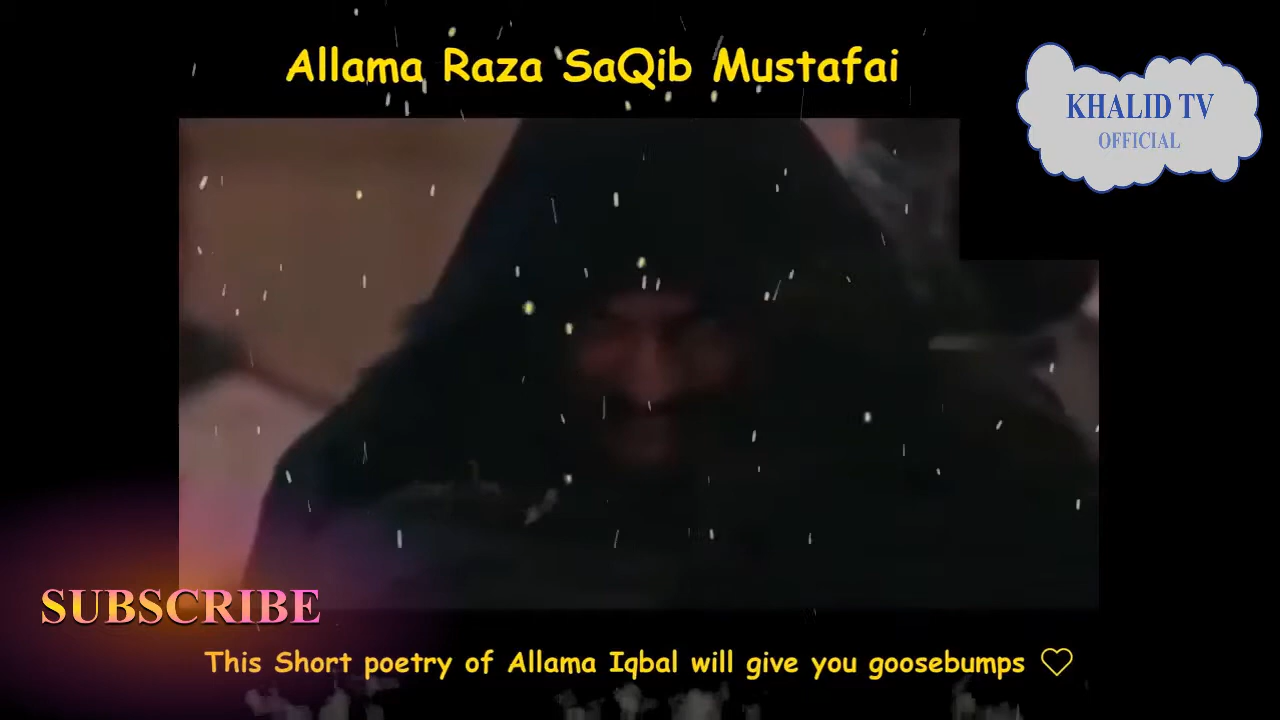 Allama Raza SaQib Mustafai
KHALID TV
OFFICIAL
SUBSCRIBE
This Short poetry of Allama Iqbal will give you goosebumps ♡